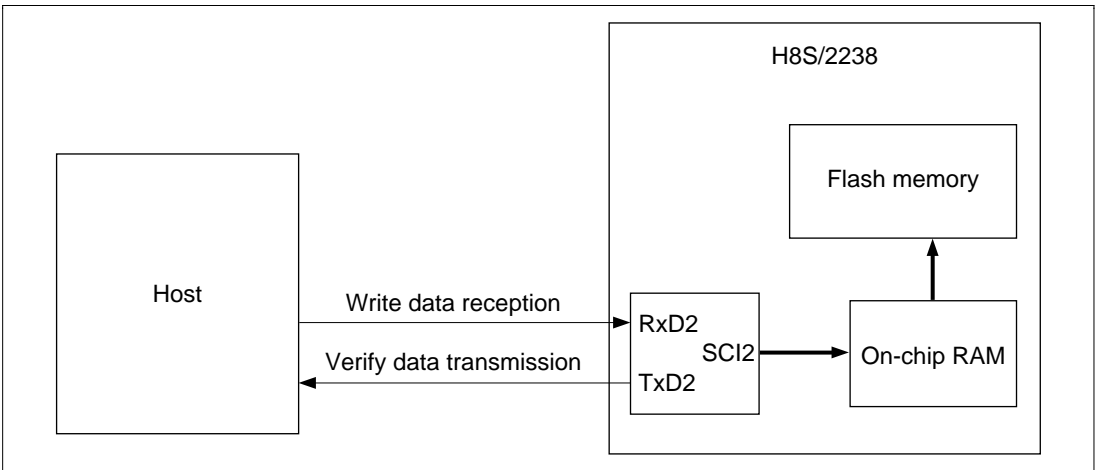 H8S/2238
Flash memory
Host
Write data reception
RxD2
SCI2
On-chip RAM
Verify data transmission
TxD2